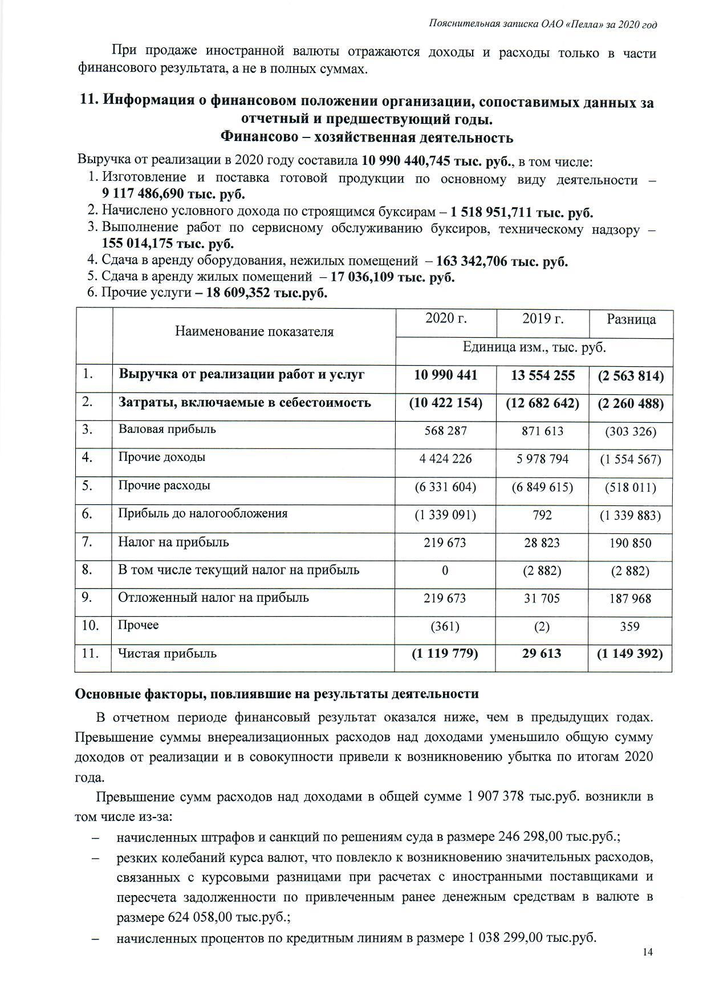 Пояснительная записка ОАО «Пелла» за 2020 год
При продаже иностранной валюты отражаются доходы и расходы только в части
финансового результата, а не в полных суммах.
11. Информация о финансовом положении организации, сопоставимых данных за
отчетный и предшествующий годы.
Финансово – хозяйственная деятельность
Выручка от реализации в 2020 году составила 10 990 440,745 тыс. руб., в том числе:
1. Изготовление и поставка готовой продукции по основному виду деятельности –
9 117 486,690 тыс. руб.
2. Начислено условного дохода по строящимся буксирам – 1 518 951,711 тыс. руб.
3. Выполнение работ по сервисному обслуживанию буксиров, техническому надзору –
155 014,175 тыс. руб.
4. Сдача в аренду оборудования, нежилых помещений – 163 342,706 тыс. руб.
5. Сдача в аренду жилых помещений – 17 036,109 тыс. руб.
6. Прочие услуги – 18 609,352 тыс.руб.
Наименование показателя 2020 г. 2019 г. Разница
Единица изм., тыс. руб.
1. Выручка от реализации работ и услуг 10 990 441 13 554 255 (2 563 814)
2. Затраты, включаемые в себестоимость (10 422 154) (12 682 642) (2 260 488)
3. Валовая прибыль 568 287 871 613 (303 326)
4. Прочие доходы 4 424 226 5 978 794 (1 554 567)
5. Прочие расходы (6 331 604) (6 849 615) (518 011)
6. Прибыль до налогообложения (1 339 091) 792 (1 339 883)
7. Налог на прибыль 219 673 28 823 190 850
8. В том числе текущий налог на прибыль 0 (2 882) (2 882)
9. Отложенный налог на прибыль 219 673 31 705 187 968
10. Прочее (361) (2) 359
11. Чистая прибыль (1 119 779) 29 613 (1 149 392)
Основные факторы, повлиявшие на результаты деятельности
В отчетном периоде финансовый результат оказался ниже, чем в предыдущих годах.
Превышение суммы внереализационных расходов над доходами уменьшило общую сумму
доходов от реализации и в совокупности привели к возникновению убытка по итогам 2020
года.
Превышение сумм расходов над доходами в общей сумме 1 907 378 тыс.руб. возникли в
том числе из-за:
– начисленных штрафов и санкций по решениям суда в размере 246 298,00 тыс.руб.;
– резких колебаний курса валют, что повлекло к возникновению значительных расходов,
связанных с курсовыми разницами при расчетах с иностранными поставщиками и
пересчета задолженности по привлеченным ранее денежным средствам в валюте в
размере 624 058,00 тыс.руб.;
– начисленных процентов по кредитным линиям в размере 1 038 299,00 тыс.руб.
14